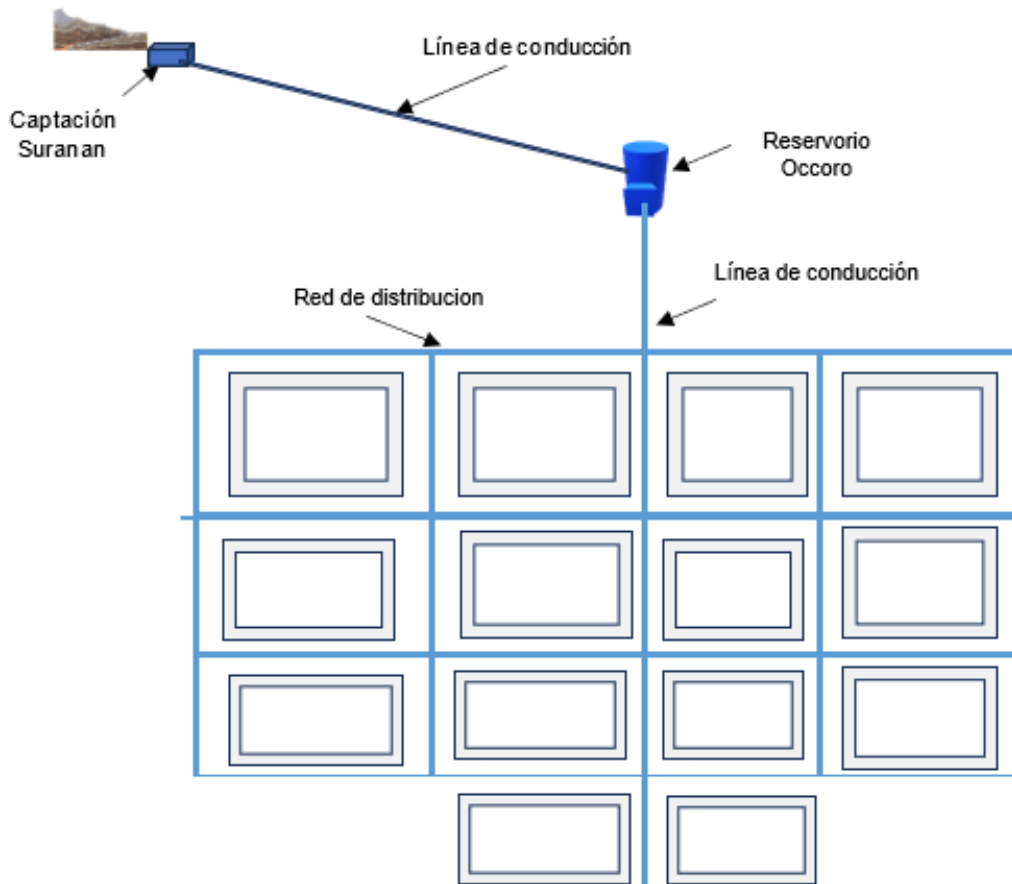 Línea de conducción
Captación
Suranan
Reservorio
Occoro
Línea de conducción
Red de distribucion